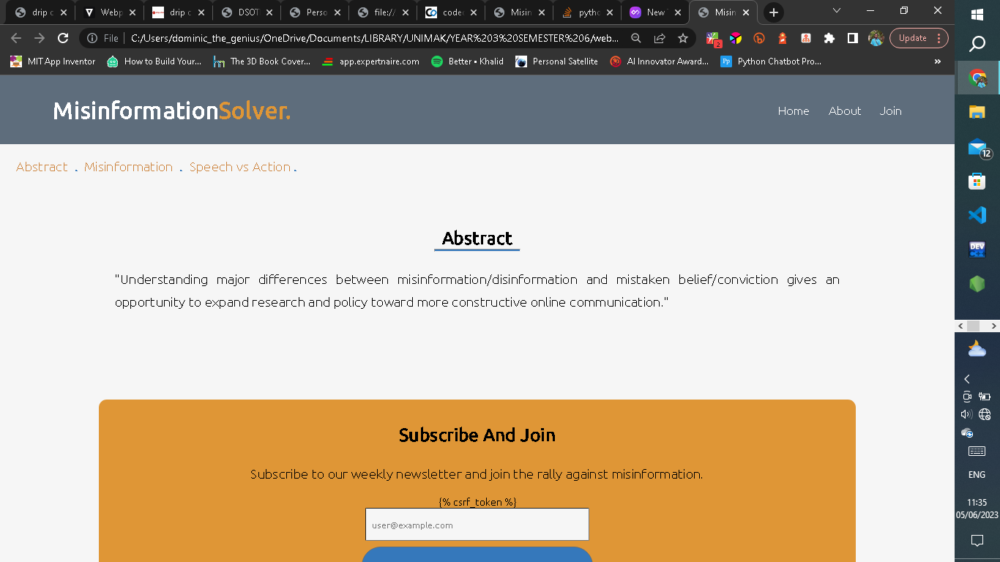 drip c
Webp
drip c
DSOT
Perso
file://
codec
Misin
pytho
New
Misin
File
C:/Users/dominic_the_genius/OneDrive/Documents/LIBRARY/UNIMAK/YEAR%203%20SEMESTER%206/web...
2
Update
MIT App Inventor
How to Build Your...
The 3D Book Cover...
app.expertnaire.com
Better • Khalid
Personal Satellite
AI Innovator Award...
Python Chatbot Pro...
»
MisinformationSolver.
Home About Join
Abstract . Misinformation . Speech vs Action .
Abstract
"Understanding major differences between misinformation/disinformation and mistaken belief/conviction gives an
opportunity to expand research and policy toward more constructive online communication."
Subscribe And Join
Subscribe to our weekly newsletter and join the rally against misinformation.
{% csrf_token %}
user@example.com
12
DEV
ENG
11:35
05/06/2023